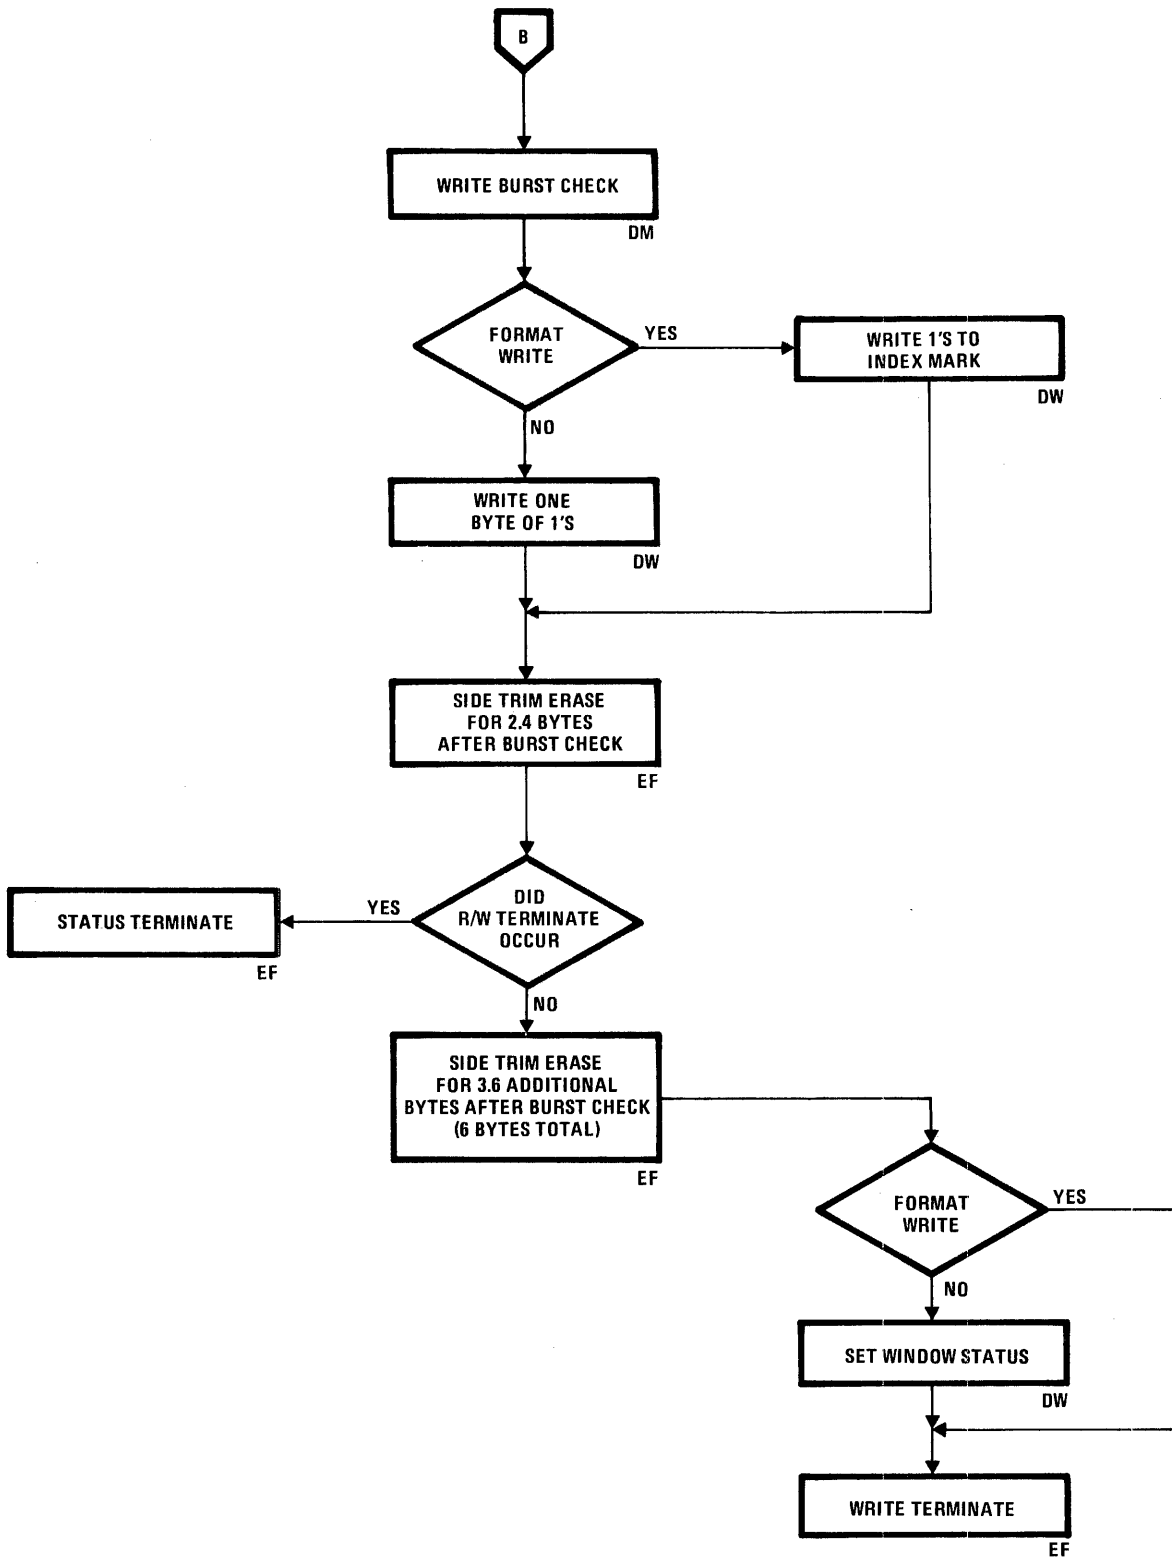 B
WRITE BURST CHECK
DM
FORMAT
WRITE
YES
WRITE 1'S TO
INDEX MARK
DW
NO
WRITE ONE
BYTE OF 1'S
DW
SIDE TRIM ERASE
FOR 2.4 BYTES
AFTER BURST CHECK
EF
DID
R/W TERMINATE
OCCUR
YES
STATUS TERMINATE
EF
NO
SIDE TRIM ERASE
FOR 3.6 ADDITIONAL
BYTES AFTER BURST CHECK
(6 BYTES TOTAL)
EF
FORMAT
WRITE
YES
NO
SET WINDOW STATUS
DW
WRITE TERMINATE
EF